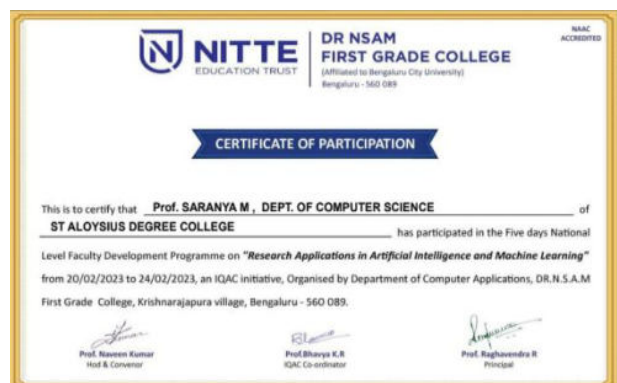 NITTE
EDUCATION TRUST
DR NSAM
FIRST GRADE COLLEGE
(Affiliated to Bengaluru City University)
Bengaluru - 560 089
NAAC
ACCREDITED
CERTIFICATE OF PARTICIPATION
This is to certify that Prof. SARANYA M , DEPT. OF COMPUTER SCIENCE of
ST ALOYSIUS DEGREE COLLEGE has participated in the Five days National
Level Faculty Development Programme on "Research Applications in Artificial Intelligence and Machine Learning"
from 20/02/2023 to 24/02/2023, an IQAC initiative, Organised by Department of Computer Applications, DR.N.S.A.M
First Grade College, Krishnarajapura village, Bengaluru - 560 089.
Prof. Naveen Kumar
Hod & Convenor
Prof.Bhavya K.R
IQAC Co-ordinator
Prof. Raghavendra R
Principal